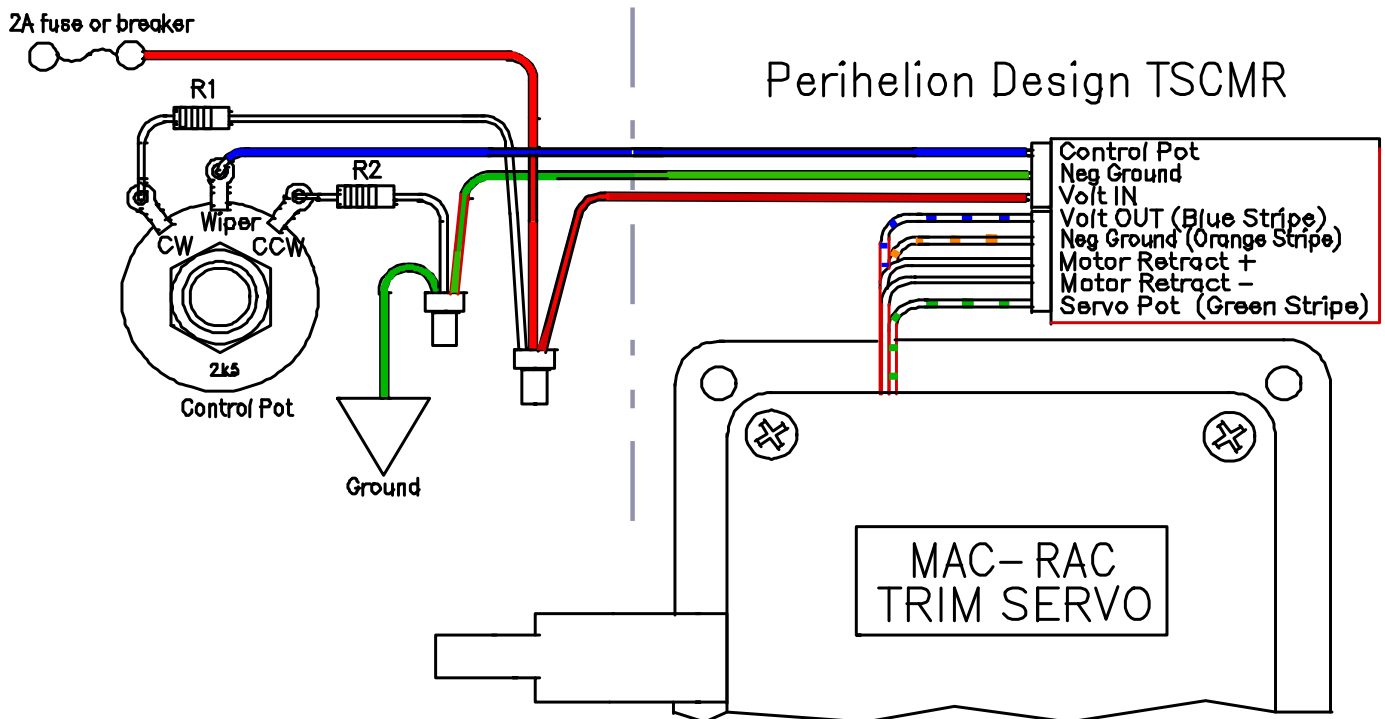 2A fuse or breaker
Perihelion Design TSCMR
R1
Control Pot
Neg Ground
R2
Volt IN
Wiper
Volt OUT (Blue Stripe)
CW
CCW
Neg Ground (Orange Stripe)
Motor Retract +
Motor Retract -
Servo Pot (Green Stripe)
2k5
Control Pot
Ground
MAC-RAC
TRIM SERVO